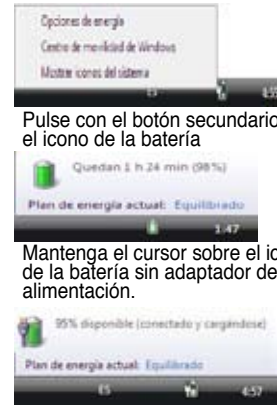 Opciones de energía
Centro de movilidad de Windows
Mostrar iconos del sistema
ES
Pulse con el botón secundario
el icono de la batería
Quedan 1 h 24 min (98%)
Plan de energía actual: Equilibrado
1:47
Mantenga el cursor sobre el ic
de la batería sin adaptador de
alimentación.
95% disponible (conectado y cargándose)
Plan de energía actual: Equilibrado
ES
4:57